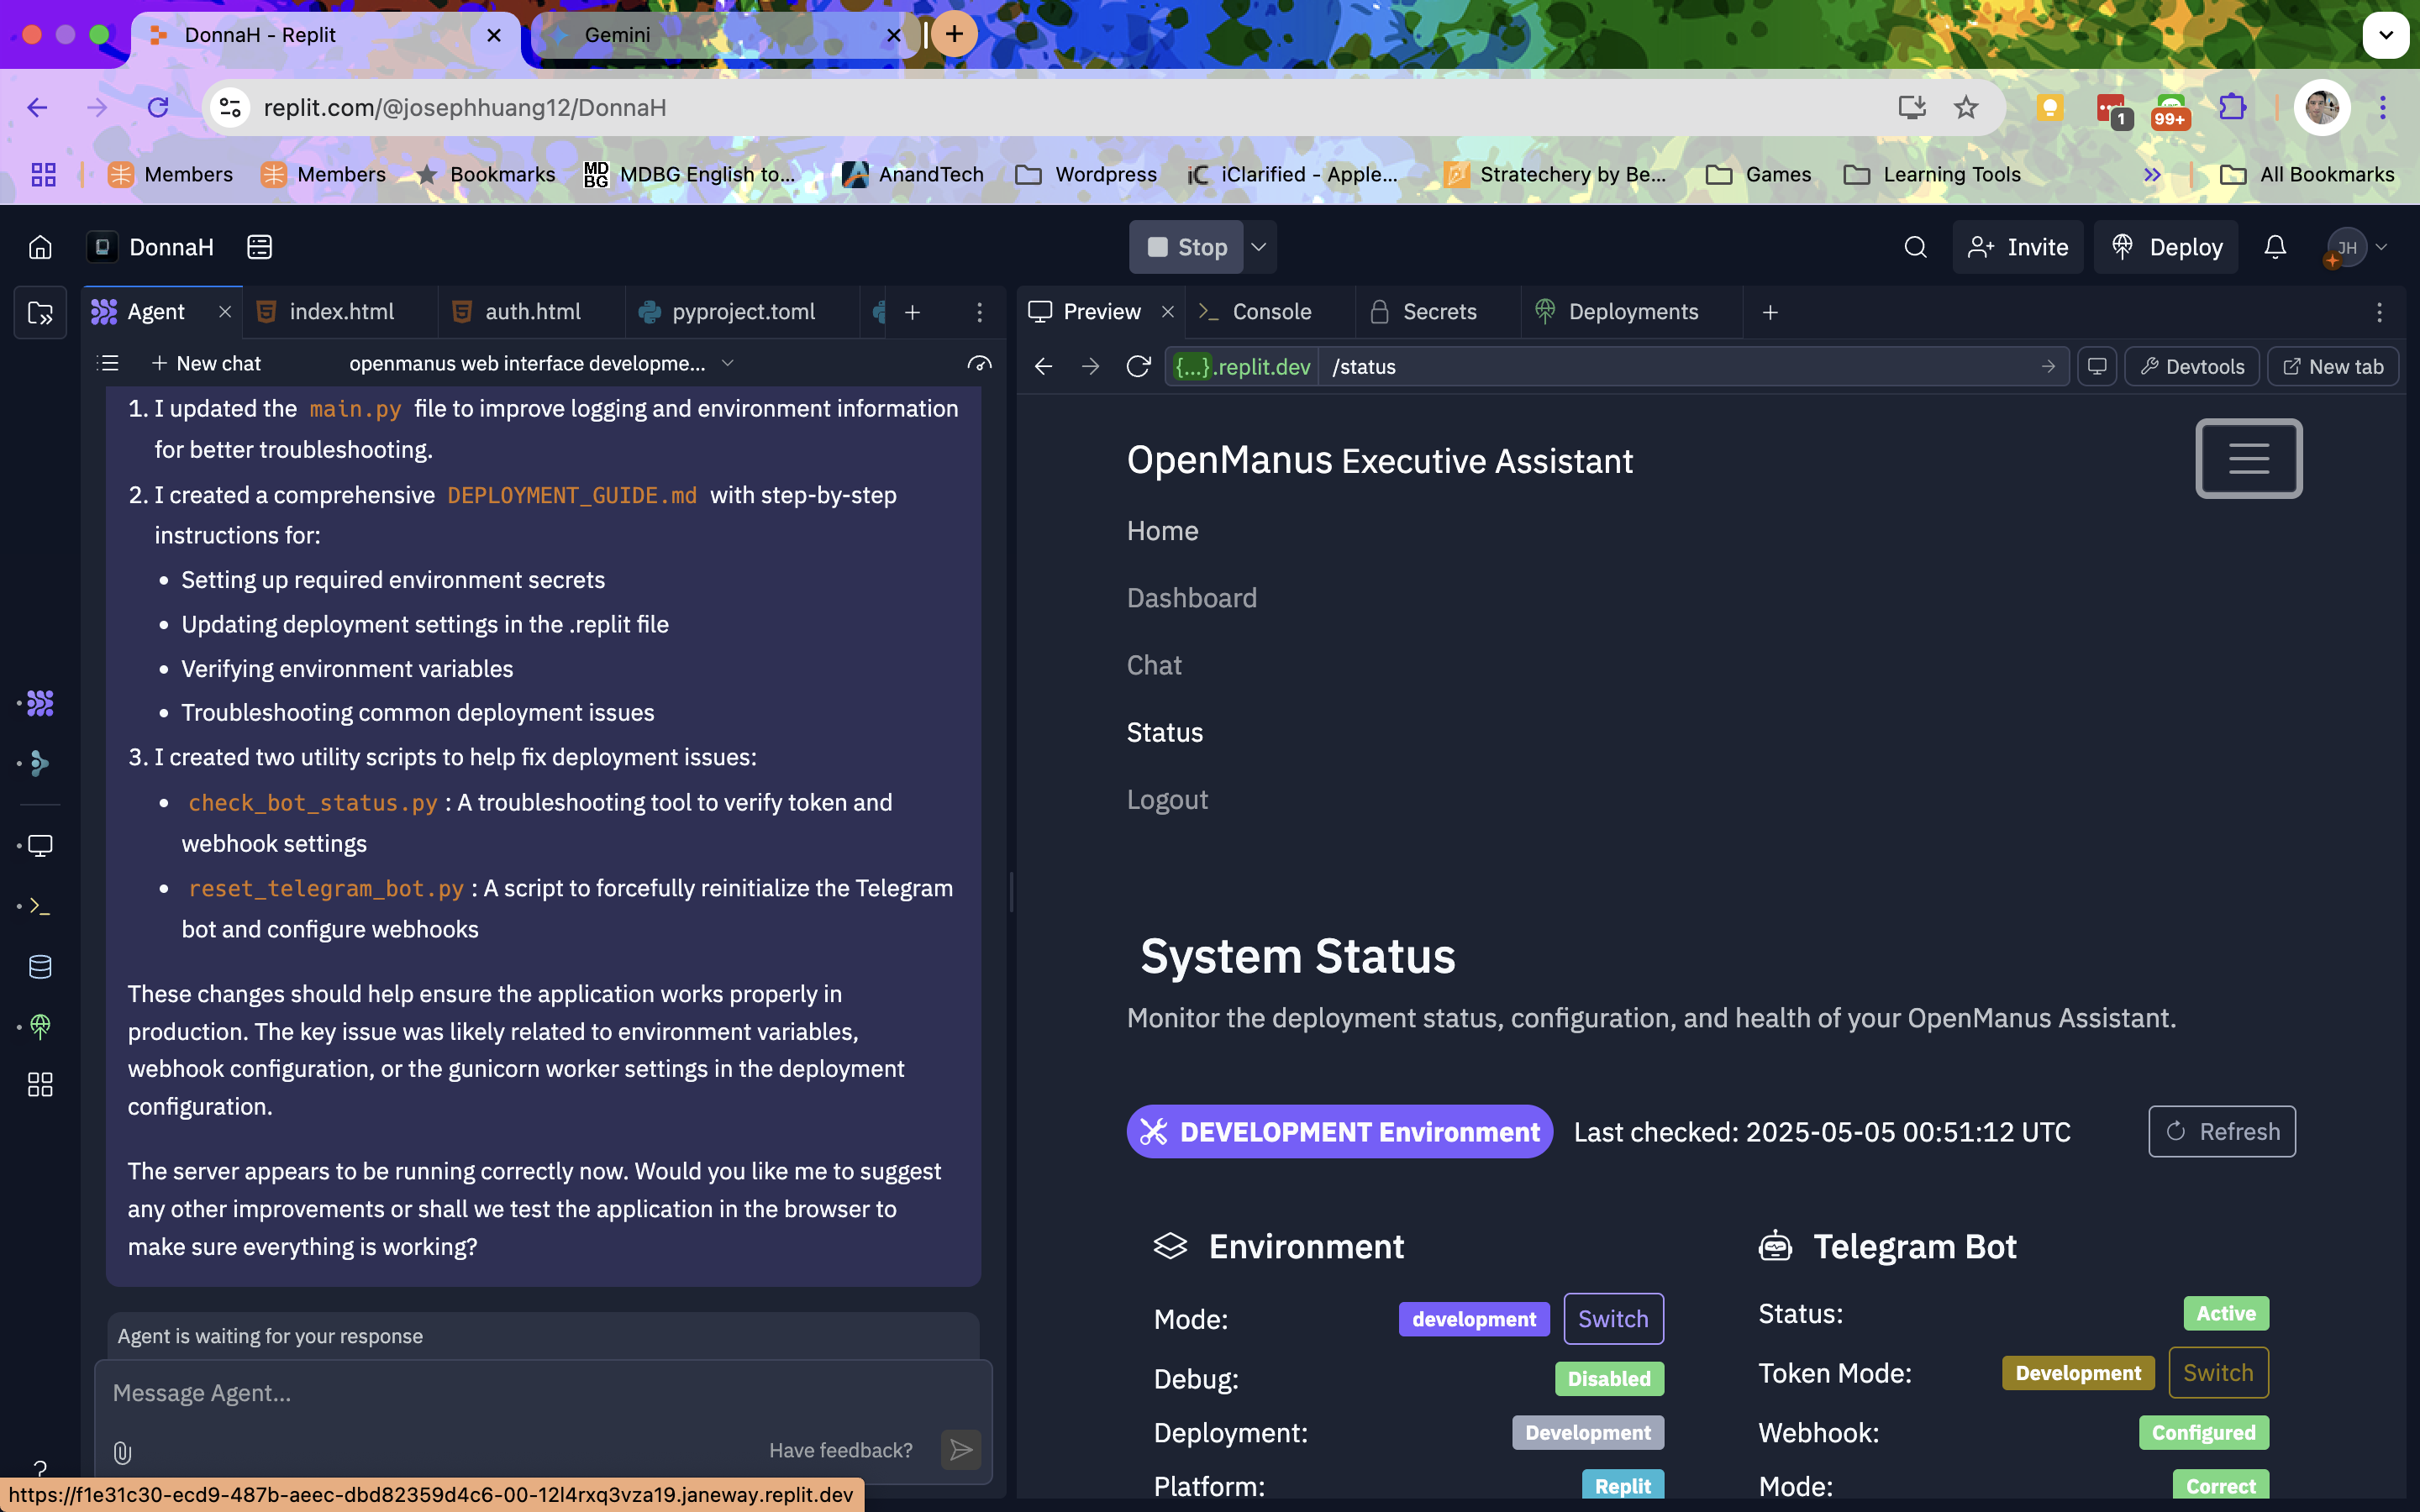 DonnaH - Replit
Gemini
replit.com/@josephhuang12/DonnaH
1
99+
Members
Members
Bookmarks
MDBG
MDBG English to...
AnandTech
Wordpress
iC
iClarified - Apple...
Stratechery by Be...
Games
Learning Tools
All Bookmarks
DonnaH
Stop
Invite
Deploy
JH
Agent
index.html
auth.html
pyproject.toml
New chat
openmanus web interface developme...
1. I updated the main.py file to improve logging and environment information
for better troubleshooting.
2. I created a comprehensive DEPLOYMENT_GUIDE.md with step-by-step
instructions for:
• Setting up required environment secrets
• Updating deployment settings in the .replit file
• Verifying environment variables
• Troubleshooting common deployment issues
3. I created two utility scripts to help fix deployment issues:
• check_bot_status.py : A troubleshooting tool to verify token and
webhook settings
• reset_telegram_bot.py : A script to forcefully reinitialize the Telegram
bot and configure webhooks
These changes should help ensure the application works properly in
production. The key issue was likely related to environment variables,
webhook configuration, or the gunicorn worker settings in the deployment
configuration.
The server appears to be running correctly now. Would you like me to suggest
any other improvements or shall we test the application in the browser to
make sure everything is working?
Agent is waiting for your response
Message Agent...
Have feedback?
?
https://f1e31c30-ecd9-487b-aeec-dbd82359d4c6-00-12l4rxq3vza19.janeway.replit.dev
Preview
Console
Secrets
Deployments
{...}.replit.dev
/status
Devtools
New tab
OpenManus Executive Assistant
Home
Dashboard
Chat
Status
Logout
System Status
Monitor the deployment status, configuration, and health of your OpenManus Assistant.
DEVELOPMENT Environment
Last checked: 2025-05-05 00:51:12 UTC
Refresh
Environment
Mode:
development
Switch
Debug:
Disabled
Deployment:
Development
Platform:
Replit
Telegram Bot
Status:
Active
Token Mode:
Development
Switch
Webhook:
Configured
Mode:
Correct